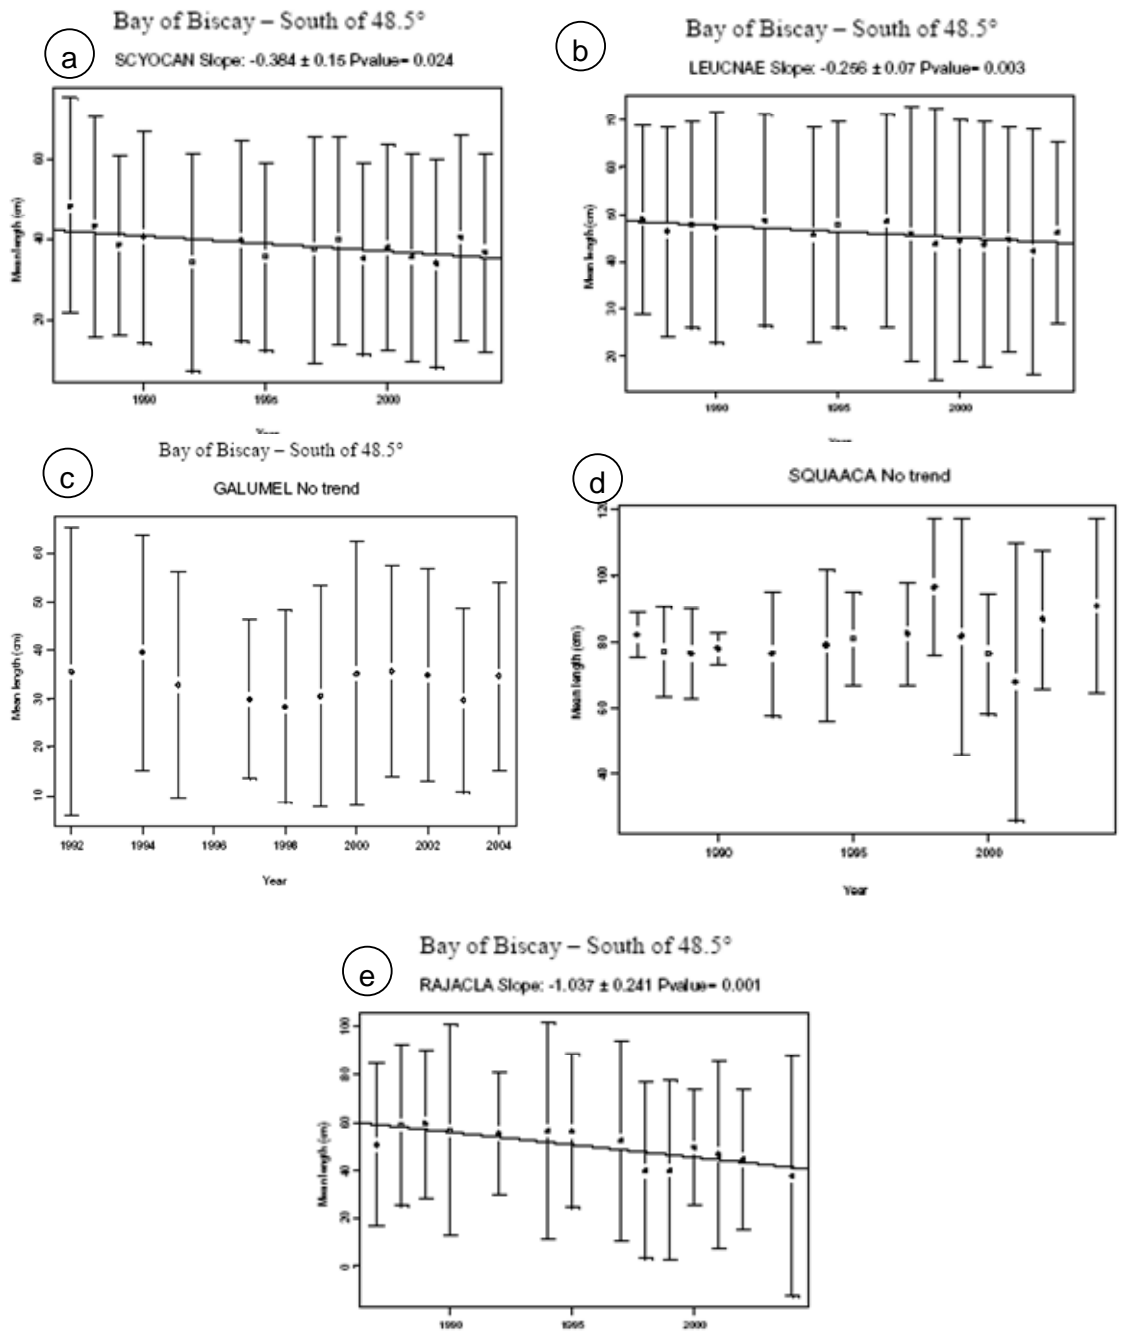 Bay of Biscay – South of 48.5°
a
SCYOCAN Slope: -0.384 ± 0.15 Pvalue= 0.024
Mean length (cm)
60
40
20
1990
1995
2000
Bay of Biscay – South of 48.5°
b
LEUCNAE Slope: -0.256 ± 0.07 Pvalue= 0.003
Mean length (cm)
70
60
50
40
30
20
1990
1995
2000
Year
Bay of Biscay – South of 48.5°
c
GALUMEL No trend
Mean length (cm)
60
50
40
30
20
10
1992
1994
1996
1998
2000
2002
2004
Year
d
SQUAACA No trend
Mean length (cm)
120
100
80
60
40
1990
1995
2000
Year
Bay of Biscay – South of 48.5°
e
RAJACLA Slope: -1.037 ± 0.241 Pvalue= 0.001
Mean length (cm)
100
80
60
40
20
0
1990
1995
2000